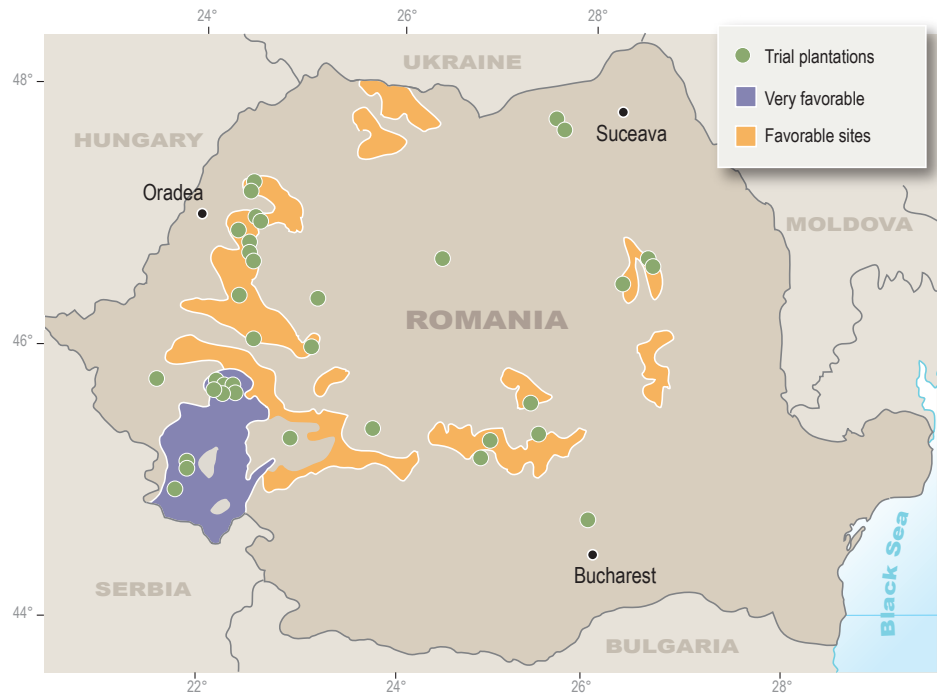 24°
26°
28°
48°
UKRAINE
Trial plantations
Very favorable
Favorable sites
Suceava
HUNGARY
Oradea
MOLDOVA
ROMANIA
46°
Bucharest
Black Sea
SERBIA
44°
BULGARIA
22°
24°
26°
28°